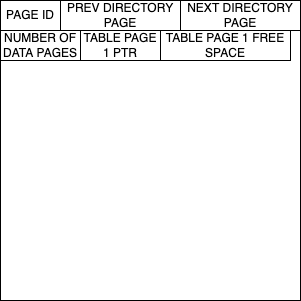 PAGE ID
PREV DIRECTORY
PAGE
NEXT DIRECTORY
PAGE
NUMBER OF
DATA PAGES
TABLE PAGE
1 PTR
TABLE PAGE 1 FREE
SPACE